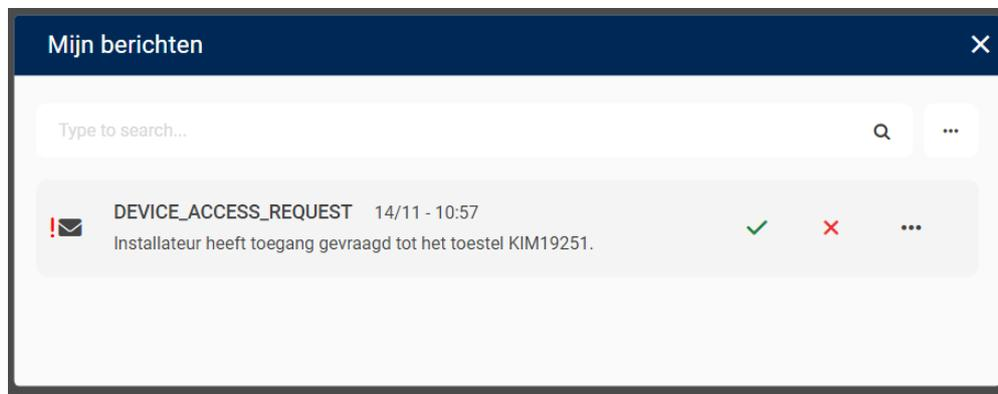 Mijn berichten
Type to search...
DEVICE_ACCESS_REQUEST 14/11 - 10:57
Installateur heeft toegang gevraagd tot het toestel KIM19251.